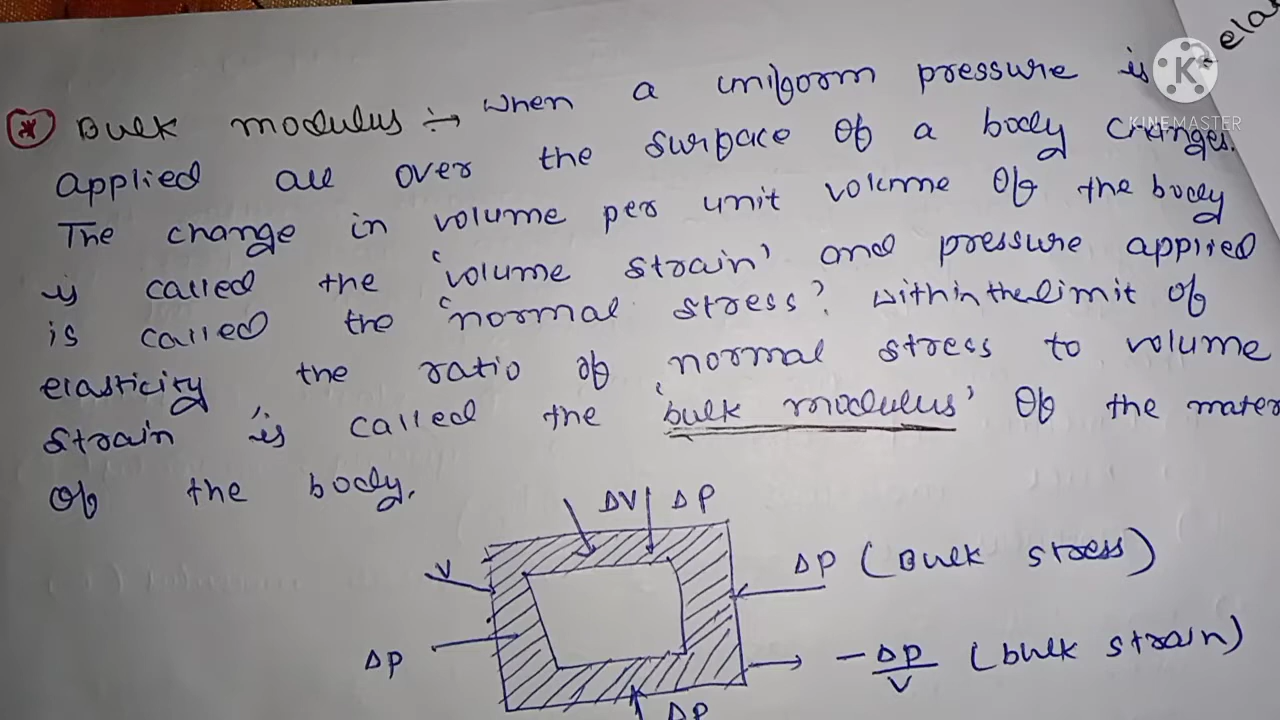 * Bulk modulus :→ when a uniform pressure is
applied all over the surface of a body changes.
The change in volume per unit volume of the body
is called the 'volume strain' and pressure applied
is called the 'normal stress'. within the limit of
elasticity the ratio of normal stress to volume
strain is called the 'bulk modulus' of the mater
of the body.
ΔV ΔP
V
ΔP (Bulk stress)
ΔP
-ΔP/V (bulk strain)
ΔP
ela
K
KINEMASTER